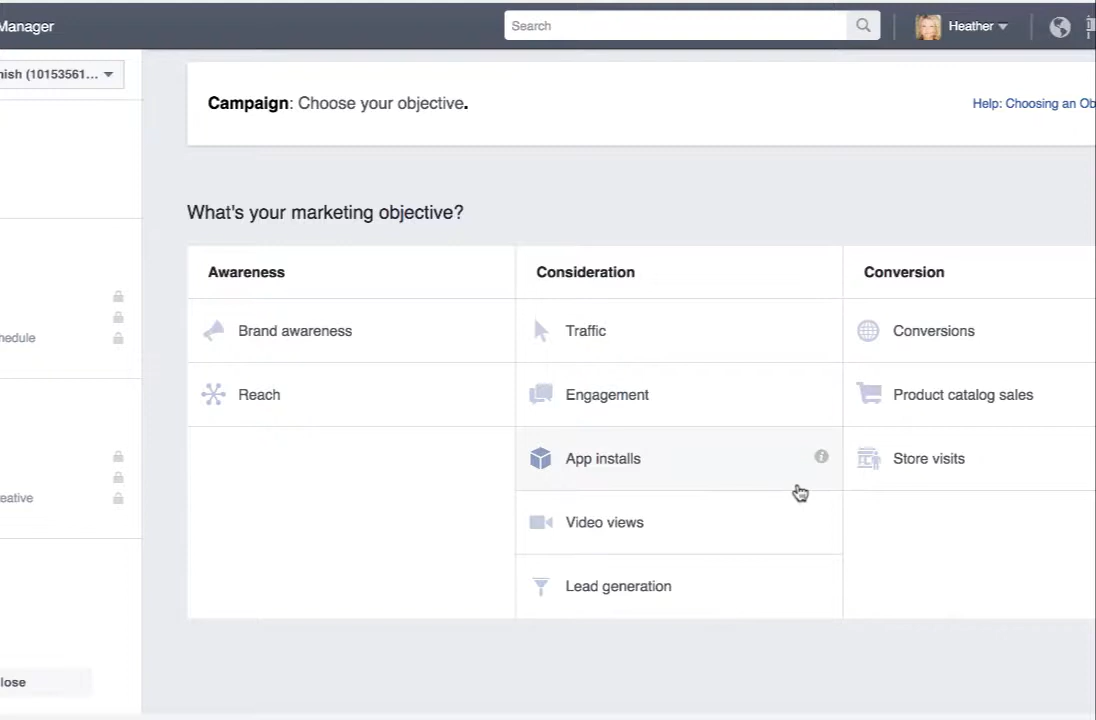 Manager
Search
Heather
nish (10153561...
Campaign: Choose your objective.
Help: Choosing an Ob
What's your marketing objective?
Awareness
Consideration
Conversion
Brand awareness
Traffic
Conversions
hedule
Reach
Engagement
Product catalog sales
App installs
Store visits
eative
Video views
Lead generation
lose